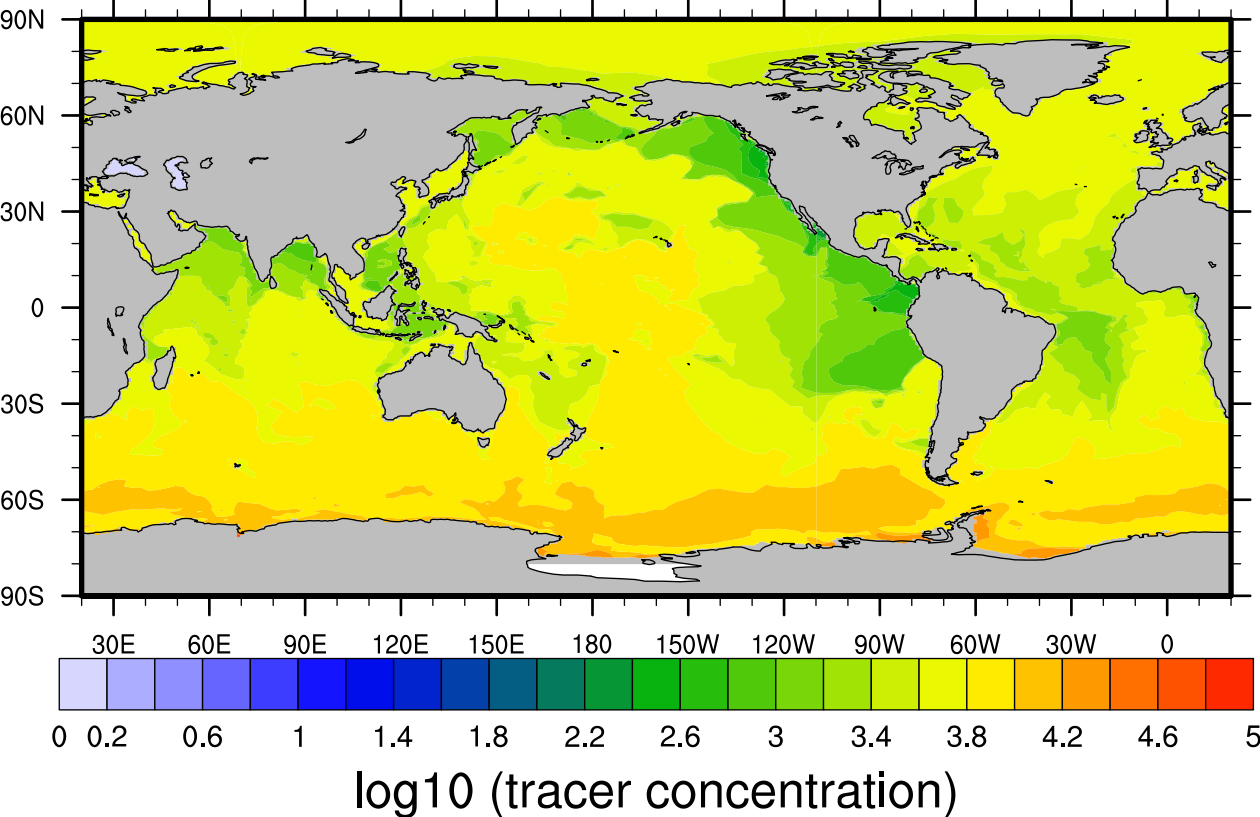 90N
60N
30N
0
30S
60S
90S
30E 60E 90E 120E 150E 180 150W 120W 90W 60W 30W 0
0 0.2 0.6 1 1.4 1.8 2.2 2.6 3 3.4 3.8 4.2 4.6 5
log10 (tracer concentration)